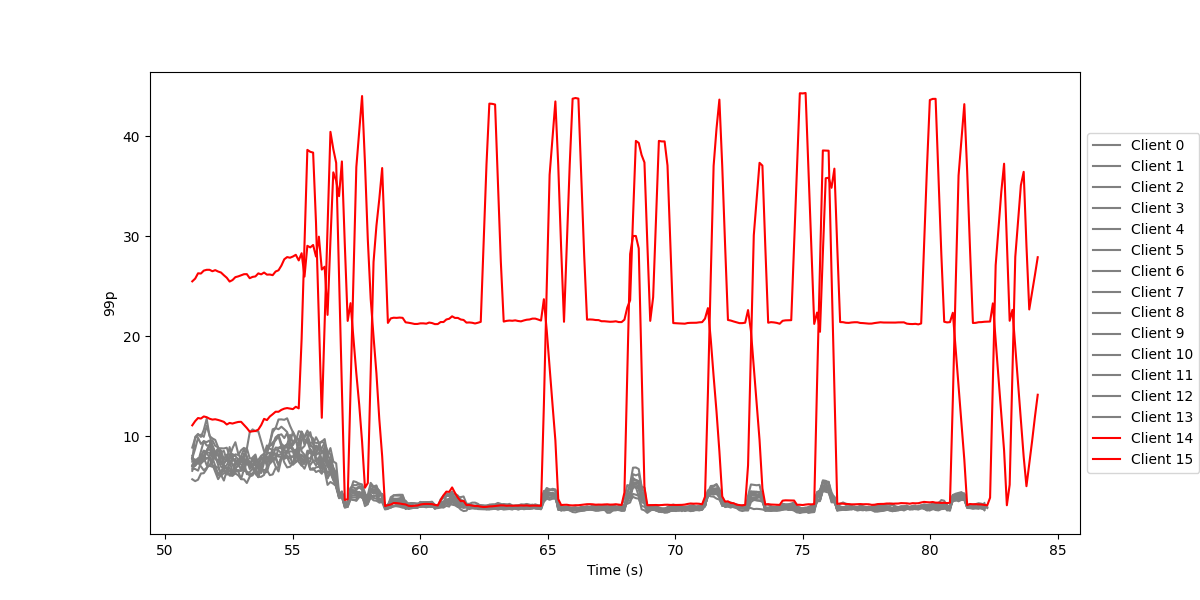 40
30
20
10
99p
50 55 60 65 70 75 80 85
Time (s)
Client 0
Client 1
Client 2
Client 3
Client 4
Client 5
Client 6
Client 7
Client 8
Client 9
Client 10
Client 11
Client 12
Client 13
Client 14
Client 15